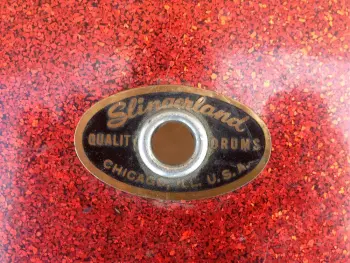 Slingerland
QUALITY DRUMS
CHICAGO, ILL. U.S.A.